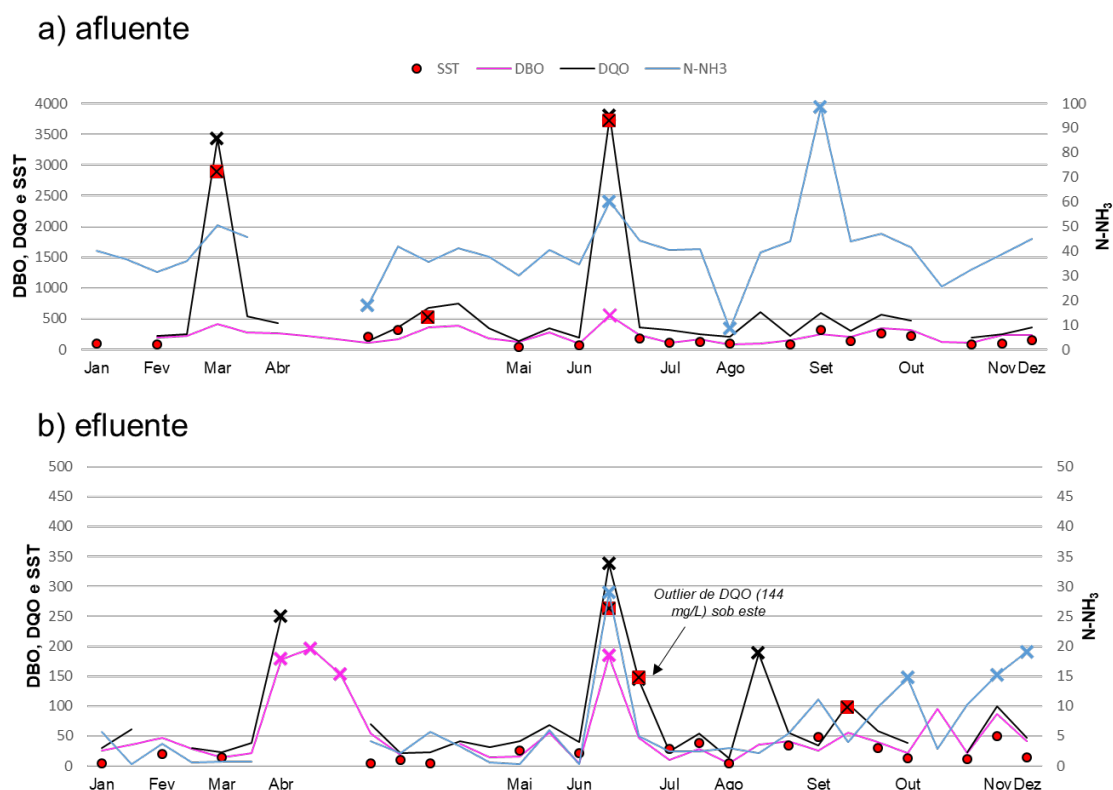 a) afluente
SST DBO DQO N-NH3
4000 100
3500 90
3000 80
2500 70
2000 60
1500 50
1000 40
500 30
0 20
10
0
DBO, DQO e SST
N-NH₃
Jan Fev Mar Abr Mai Jun Jul Ago Set Out Nov Dez
b) efluente
500 50
450 45
400 40
350 35
300 30
250 25
200 20
150 15
100 10
50 5
0 0
DBO, DQO e SST
N-NH₃
Outlier de DQO (144
mg/L) sob este
Jan Fev Mar Abr Mai Jun Jul Ago Set Out Nov Dez